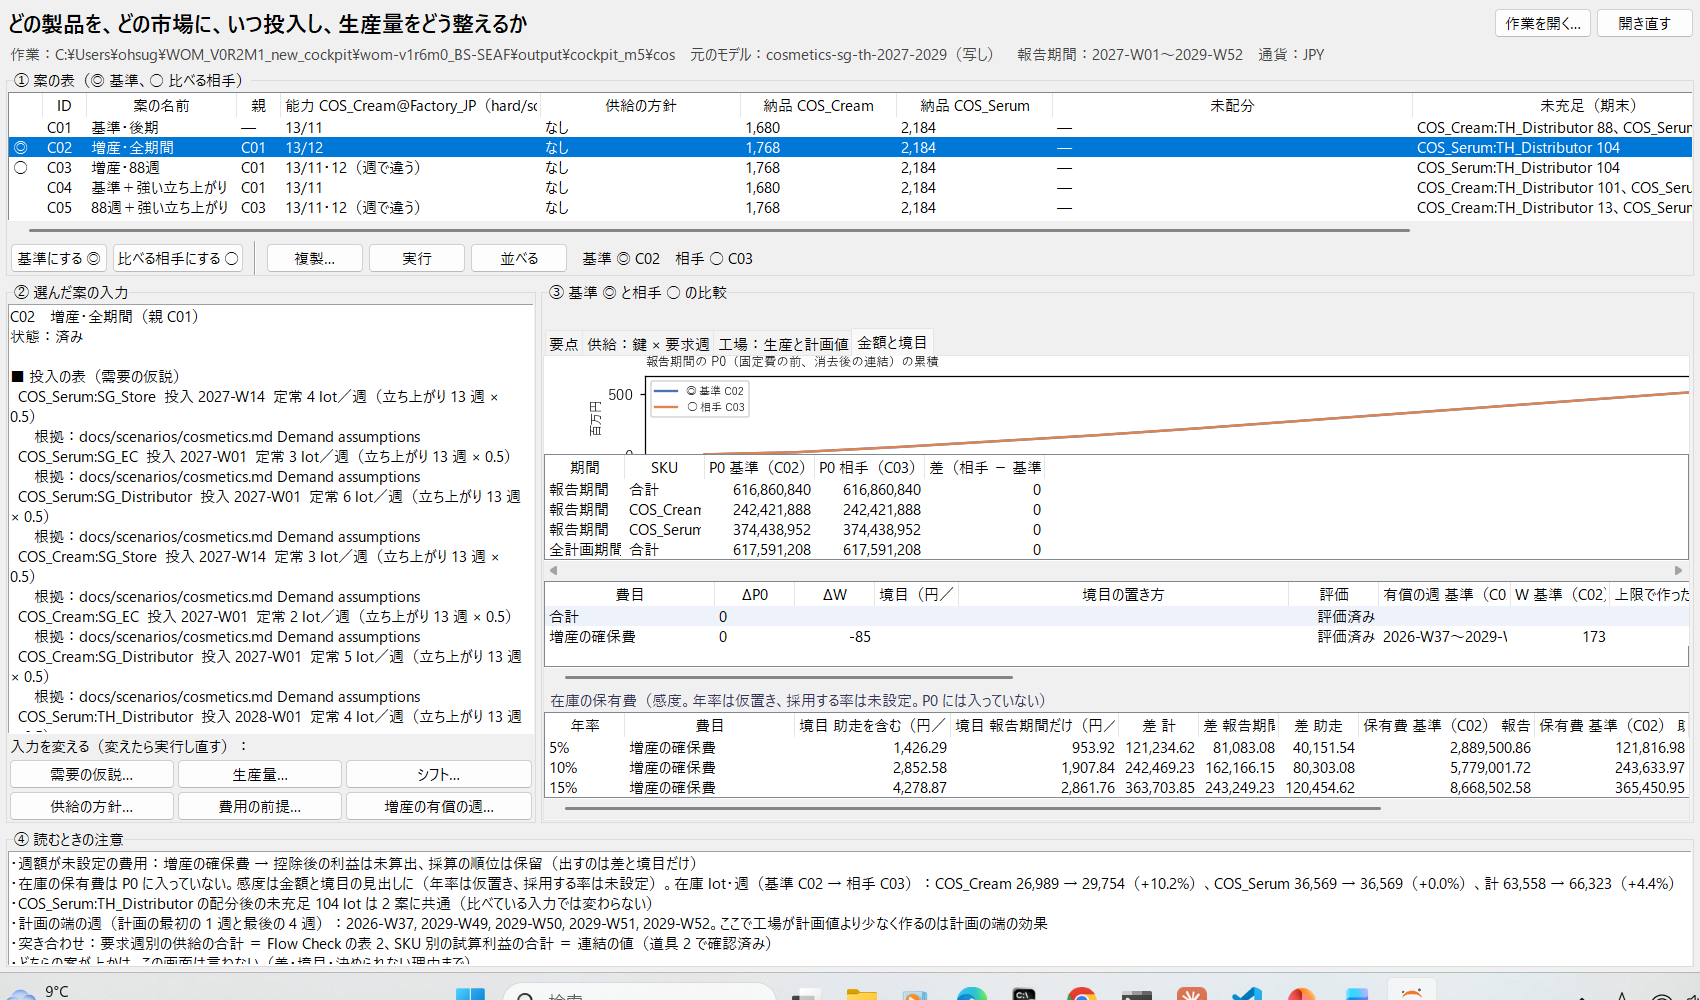 どの製品を、どの市場に、いつ投入し、生産量をどう整えるか
作業を開く... 開き直す
作業：C:¥Users¥ohsug¥WOM_V0R2M1_new_cockpit¥wom-v1r6m0_BS-SEAF¥output¥cockpit_m5¥cos 元のモデル：cosmetics-sg-th-2027-2029（写し） 報告期間：2027-W01～2029-W52 通貨：JPY
① 案の表（◎ 基準、○ 比べる相手）
ID 案の名前 親 能力 COS_Cream@Factory_JP（hard/sc 供給の方針 納品 COS_Cream 納品 COS_Serum 未配分 未充足（期末）
C01 基準・後期 — 13/11 なし 1,680 2,184 — COS_Cream:TH_Distributor 88、COS_Serun
◎ C02 増産・全期間 C01 13/12 なし 1,768 2,184 — COS_Serum:TH_Distributor 104
○ C03 増産・88週 C01 13/11・12（週で違う） なし 1,768 2,184 — COS_Serum:TH_Distributor 104
C04 基準＋強い立ち上がり C01 13/11 なし 1,680 2,184 — COS_Cream:TH_Distributor 101、COS_Seru
C05 88週＋強い立ち上がり C03 13/11・12（週で違う） なし 1,768 2,184 — COS_Cream:TH_Distributor 13、COS_Serun
基準にする ◎ 比べる相手にする ○ 複製... 実行 並べる 基準 ◎ C02 相手 ○ C03
② 選んだ案の入力
C02 増産・全期間（親 C01）
状態：済み
■ 投入の表（需要の仮説）
COS_Serum:SG_Store 投入 2027-W14 定常 4 lot／週（立ち上がり 13 週 ×
0.5）
根拠：docs/scenarios/cosmetics.md Demand assumptions
COS_Serum:SG_EC 投入 2027-W01 定常 3 lot／週（立ち上がり 13 週 × 0.5）
根拠：docs/scenarios/cosmetics.md Demand assumptions
COS_Serum:SG_Distributor 投入 2027-W01 定常 6 lot／週（立ち上がり 13 週
× 0.5）
根拠：docs/scenarios/cosmetics.md Demand assumptions
COS_Cream:SG_Store 投入 2027-W14 定常 3 lot／週（立ち上がり 13 週 ×
0.5）
根拠：docs/scenarios/cosmetics.md Demand assumptions
COS_Cream:SG_EC 投入 2027-W01 定常 2 lot／週（立ち上がり 13 週 × 0.5）
根拠：docs/scenarios/cosmetics.md Demand assumptions
COS_Cream:SG_Distributor 投入 2027-W01 定常 5 lot／週（立ち上がり 13 週
× 0.5）
根拠：docs/scenarios/cosmetics.md Demand assumptions
COS_Serum:TH_Distributor 投入 2028-W01 定常 4 lot／週（立ち上がり 13 週
入力を変える（変えたら実行し直す）：
需要の仮説... 生産量... シフト...
供給の方針... 費用の前提... 増産の有償の週...
③ 基準 ◎ と相手 ○ の比較
要点 供給：鍵 × 要求週 工場：生産と計画値 金額と境目
報告期間の P0（固定費の前、消去後の連結）の累積
500
百万円
◎ 基準 C02
○ 相手 C03
期間 SKU P0 基準（C02） P0 相手（C03） 差（相手 − 基準
報告期間 合計 616,860,840 616,860,840 0
報告期間 COS_Cream 242,421,888 242,421,888 0
報告期間 COS_Serum 374,438,952 374,438,952 0
全計画期間 合計 617,591,208 617,591,208 0
費目 ΔP0 ΔW 境目（円／ 境目の置き方 評価 有償の週 基準（C0 W 基準（C02） 上限で作った
合計 0 評価済み
増産の確保費 0 -85 評価済み 2026-W37～2029-W 173
在庫の保有費（感度。年率は仮置き、採用する率は未設定。P0 には入っていない）
年率 費目 境目 助走を含む（円／ 境目 報告期間だけ（円／ 差 計 差 報告期間 差 助走 保有費 基準（C02） 報告 保有費 基準（C02） 助
5% 増産の確保費 1,426.29 953.92 121,234.62 81,083.08 40,151.54 2,889,500.86 121,816.98
10% 増産の確保費 2,852.58 1,907.84 242,469.23 162,166.15 80,303.08 5,779,001.72 243,633.97
15% 増産の確保費 4,278.87 2,861.76 363,703.85 243,249.23 120,454.62 8,668,502.58 365,450.95
④ 読むときの注意
・週額が未設定の費用：増産の確保費 → 控除後の利益は未算出、採算の順位は保留（出すのは差と境目だけ）
・在庫の保有費は P0 に入っていない。感度は金額と境目の見出しに（年率は仮置き、採用する率は未設定）。在庫 lot・週（基準 C02 → 相手 C03）：COS_Cream 26,989 → 29,754（+10.2%）、COS_Serum 36,569 → 36,569（+0.0%）、計 63,558 → 66,323（+4.4%）
・COS_Serum:TH_Distributor の配分後の未充足 104 lot は 2 案に共通（比べている入力では変わらない）
・計画の端の週（計画の最初の 1 週と最後の 4 週）：2026-W37, 2029-W49, 2029-W50, 2029-W51, 2029-W52。ここで工場が計画値より少なく作るのは計画の端の効果
・突き合わせ：要求週別の供給の合計 ＝ Flow Check の表 2、SKU 別の試算利益の合計 ＝ 連結の値（道具 2 で確認済み）
・どちらの案が上かは、この画面は言わない（差・境目・決められない理由まで）
9°C
検索